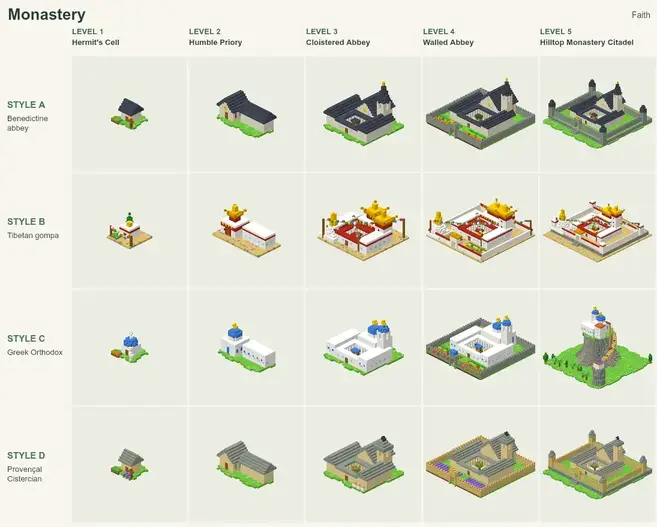 Monastery
Faith
LEVEL 1
Hermit's Cell
LEVEL 2
Humble Priory
LEVEL 3
Cloistered Abbey
LEVEL 4
Walled Abbey
LEVEL 5
Hilltop Monastery Citadel
STYLE A
Benedictine
abbey
STYLE B
Tibetan gompa
STYLE C
Greek Orthodox
STYLE D
Provençal
Cistercian